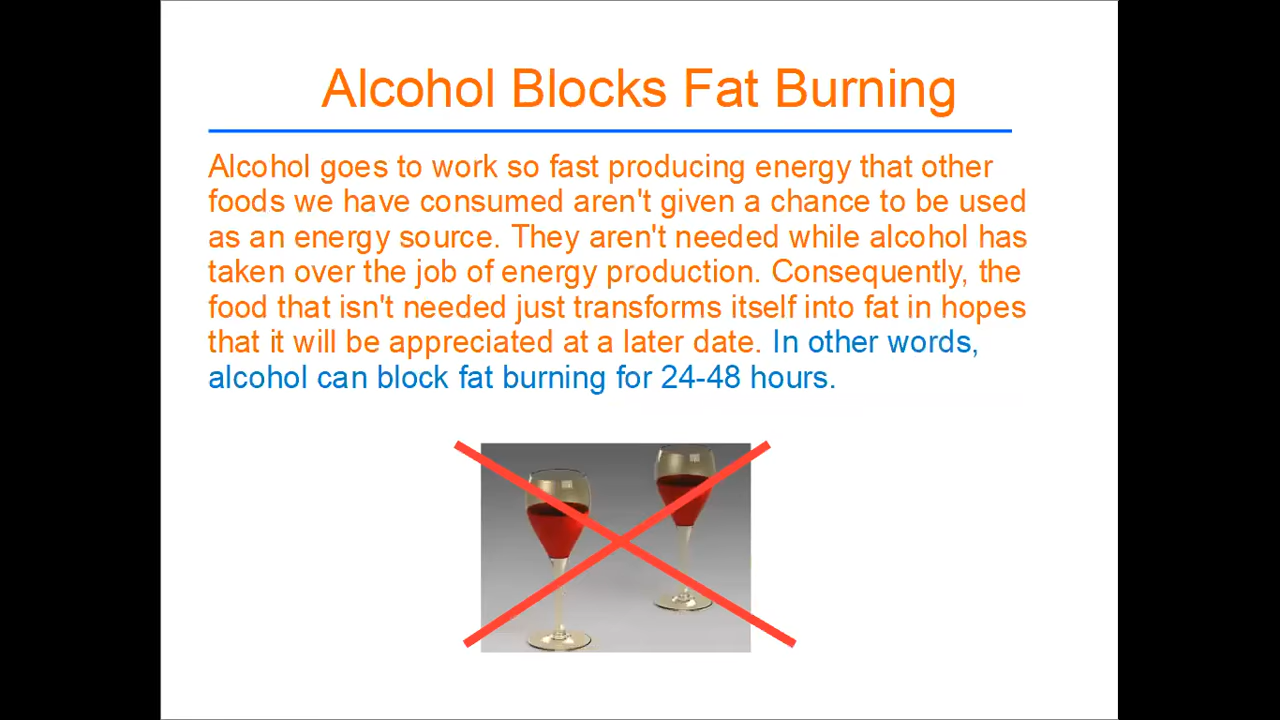 Alcohol Blocks Fat Burning
Alcohol goes to work so fast producing energy that other
foods we have consumed aren't given a chance to be used
as an energy source. They aren't needed while alcohol has
taken over the job of energy production. Consequently, the
food that isn't needed just transforms itself into fat in hopes
that it will be appreciated at a later date. In other words,
alcohol can block fat burning for 24-48 hours.